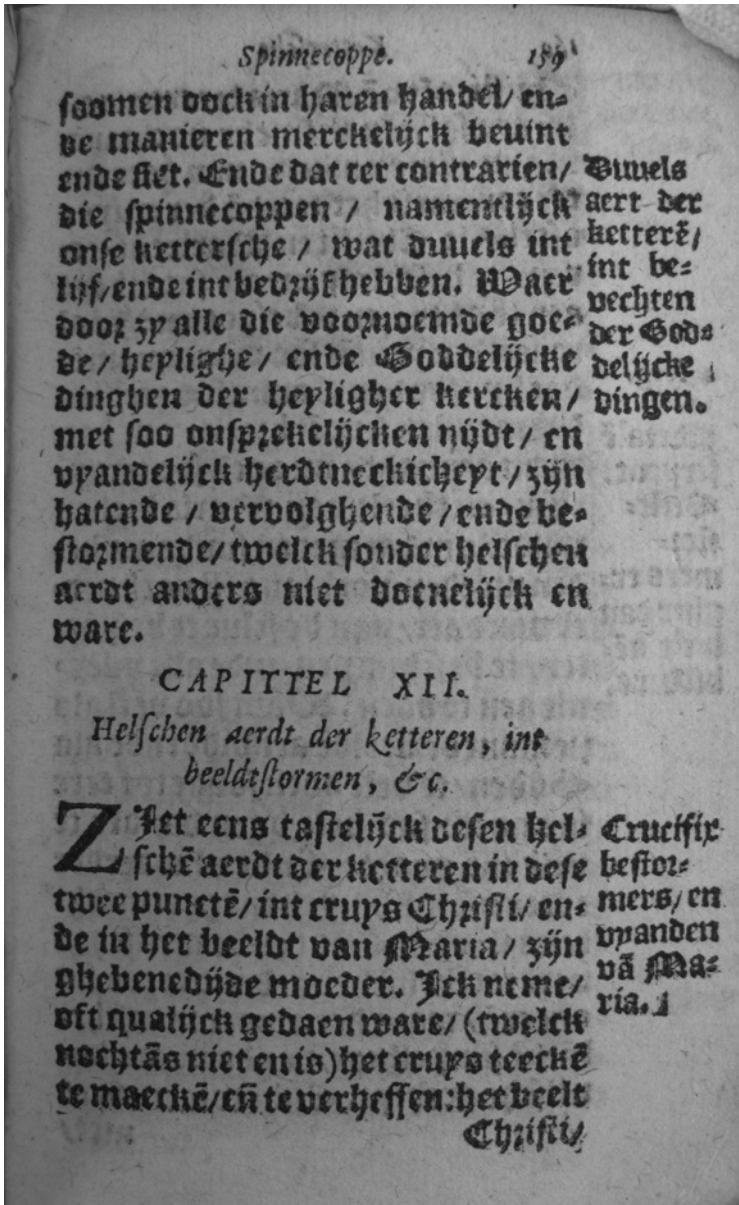 Spinnecoppe. 159
soomen oock in haren handel/ en-
de manieren merckelijck beuint
ende siet. Ende dat ter contrarien/
die spinnecoppen / namentlijck
onse kettersche / wat duuels int
lijf/ende int bedrijf hebben. Waer
door zy alle die voornoemde goe-
de/ heylighe/ ende Goddelijcke
dinghen der heyligher kercken/
met soo onsprekelijcken nijdt/ en
vyandelijck herdtneckicheyt/ zijn
hatende / vervolghende /ende be-
stormende/ twelck sonder helschen
aerdt anders niet doenelijck en
ware.
Duuels
aert der
ketterē/
int be-
vechten
der God-
delijcke
dingen.
CAPITTEL XII.
Helschen aerdt der ketteren, int
beeldtstormen, &c.
ZIet eens tastelijck desen hel-
schē aerdt der ketteren in dese
twee punctē/ int cruys Christi/ en-
de in het beeldt van Maria/ zijn
ghebenedijde moeder. Ick neme/
oft qualijck gedaen ware/ (twelck
nochtās niet en is) het cruys teeckē
te maeckē/ eñ te verheffen: het beelt
Christi/
Crucifix
bestor-
mers/ en
vyanden
vā Ma-
ria.